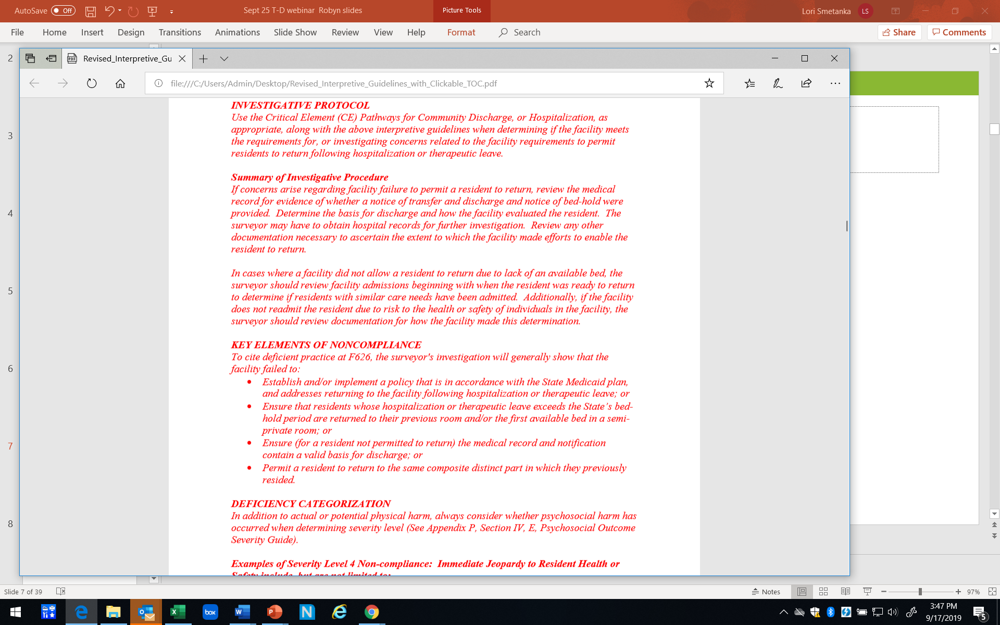 AutoSave Off
Sept 25 T-D webinar  Robyn slides
Picture Tools
Lori Smetanka LS
File Home Insert Design Transitions Animations Slide Show Review View Help Format Search Share Comments
Revised_Interpretive_Gu
file:///C:/Users/Admin/Desktop/Revised_Interpretive_Guidelines_with_Clickable_TOC.pdf
2
3
4
5
6
7
8
INVESTIGATIVE PROTOCOL
Use the Critical Element (CE) Pathways for Community Discharge, or Hospitalization, as
appropriate, along with the above interpretive guidelines when determining if the facility meets
the requirements for, or investigating concerns related to the facility requirements to permit
residents to return following hospitalization or therapeutic leave.
Summary of Investigative Procedure
If concerns arise regarding facility failure to permit a resident to return, review the medical
record for evidence of whether a notice of transfer and discharge and notice of bed-hold were
provided.  Determine the basis for discharge and how the facility evaluated the resident.  The
surveyor may have to obtain hospital records for further investigation.  Review any other
documentation necessary to ascertain the extent to which the facility made efforts to enable the
resident to return.
In cases where a facility did not allow a resident to return due to lack of an available bed, the
surveyor should review facility admissions beginning with when the resident was ready to return
to determine if residents with similar care needs have been admitted.  Additionally, if the facility
does not readmit the resident due to risk to the health or safety of individuals in the facility, the
surveyor should review documentation for how the facility made this determination.
KEY ELEMENTS OF NONCOMPLIANCE
To cite deficient practice at F626, the surveyor's investigation will generally show that the
facility failed to:
• Establish and/or implement a policy that is in accordance with the State Medicaid plan,
and addresses returning to the facility following hospitalization or therapeutic leave; or
• Ensure that residents whose hospitalization or therapeutic leave exceeds the State’s bed-
hold period are returned to their previous room and/or the first available bed in a semi-
private room; or
• Ensure (for a resident not permitted to return) the medical record and notification
contain a valid basis for discharge; or
• Permit a resident to return to the same composite distinct part in which they previously
resided.
DEFICIENCY CATEGORIZATION
In addition to actual or potential physical harm, always consider whether psychosocial harm has
occurred when determining severity level (See Appendix P, Section IV, E, Psychosocial Outcome
Severity Guide).
Examples of Severity Level 4 Non-compliance:  Immediate Jeopardy to Resident Health or
Safety include, but are not limited to:
Slide 7 of 39
Notes
97%
box
3:47 PM
9/17/2019
5